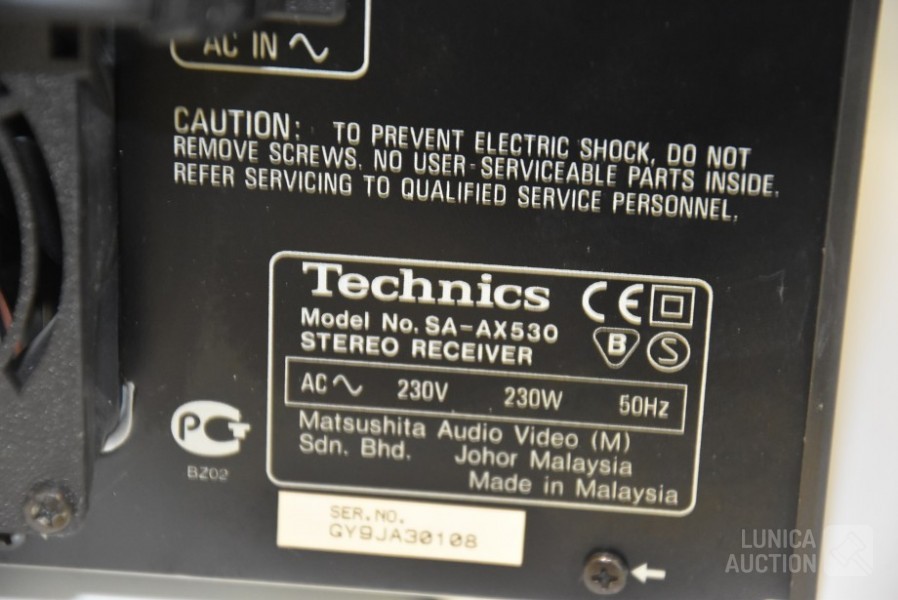 AC IN
CAUTION: TO PREVENT ELECTRIC SHOCK, DO NOT
REMOVE SCREWS. NO USER-SERVICEABLE PARTS INSIDE.
REFER SERVICING TO QUALIFIED SERVICE PERSONNEL.
Technics
Model No. SA-AX530
STEREO RECEIVER
CE
B S
AC 230V 230W 50Hz
Matsushita Audio Video (M)
Sdn. Bhd. Johor Malaysia
Made in Malaysia
PCT
BZ02
SER.NO.
GY9JA30108
LUNICA
AUCTION